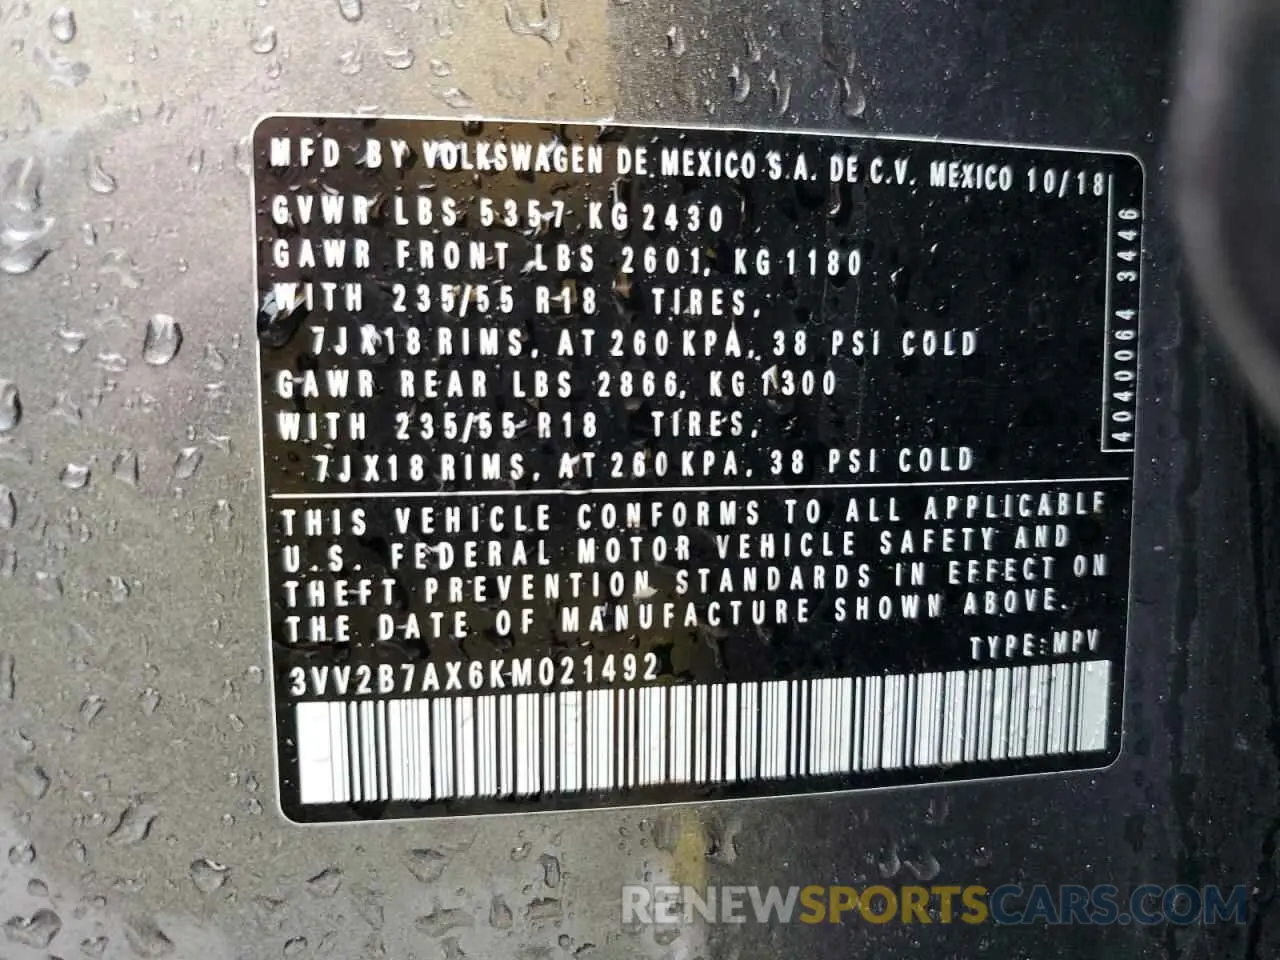 MFD BY VOLKSWAGEN DE MEXICO S.A. DE C.V. MEXICO 10/18
GVWR LBS 5357 KG 2430
GAWR FRONT LBS 2601, KG 1180
WITH 235/55 R18 TIRES,
7JX18 RIMS, AT 260 KPA, 38 PSI COLD
GAWR REAR LBS 2866, KG 1300
WITH 235/55 R18 TIRES,
7JX18 RIMS, AT 260 KPA, 38 PSI COLD
4040064 3446
THIS VEHICLE CONFORMS TO ALL APPLICABLE
U.S. FEDERAL MOTOR VEHICLE SAFETY AND
THEFT PREVENTION STANDARDS IN EFFECT ON
THE DATE OF MANUFACTURE SHOWN ABOVE.
TYPE:MPV
3VV2B7AX6KM021492
RENEWSPORTSCARS.COM